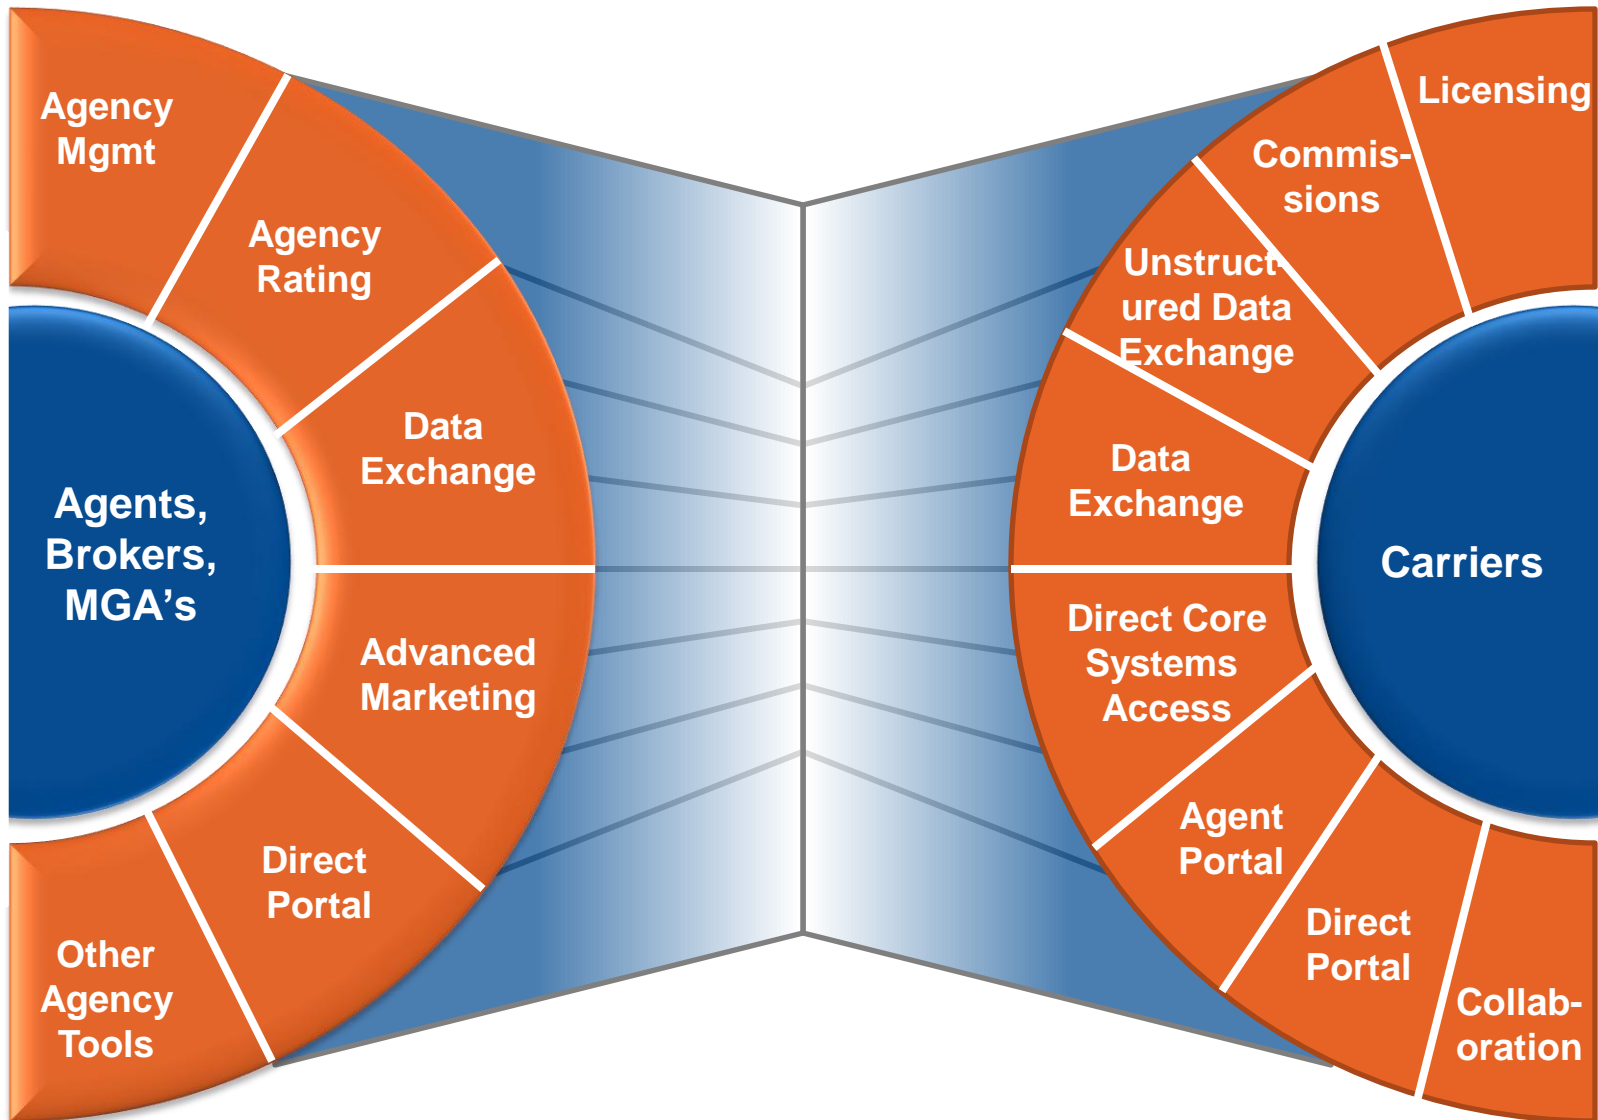 Agency
Mgmt
Agency
Rating
Data
Exchange
Agents,
Brokers,
MGA’s
Advanced
Marketing
Direct
Portal
Other
Agency
Tools
Licensing
Commis-
sions
Unstruct-
ured Data
Exchange
Data
Exchange
Carriers
Direct Core
Systems
Access
Agent
Portal
Direct
Portal
Collab-
oration